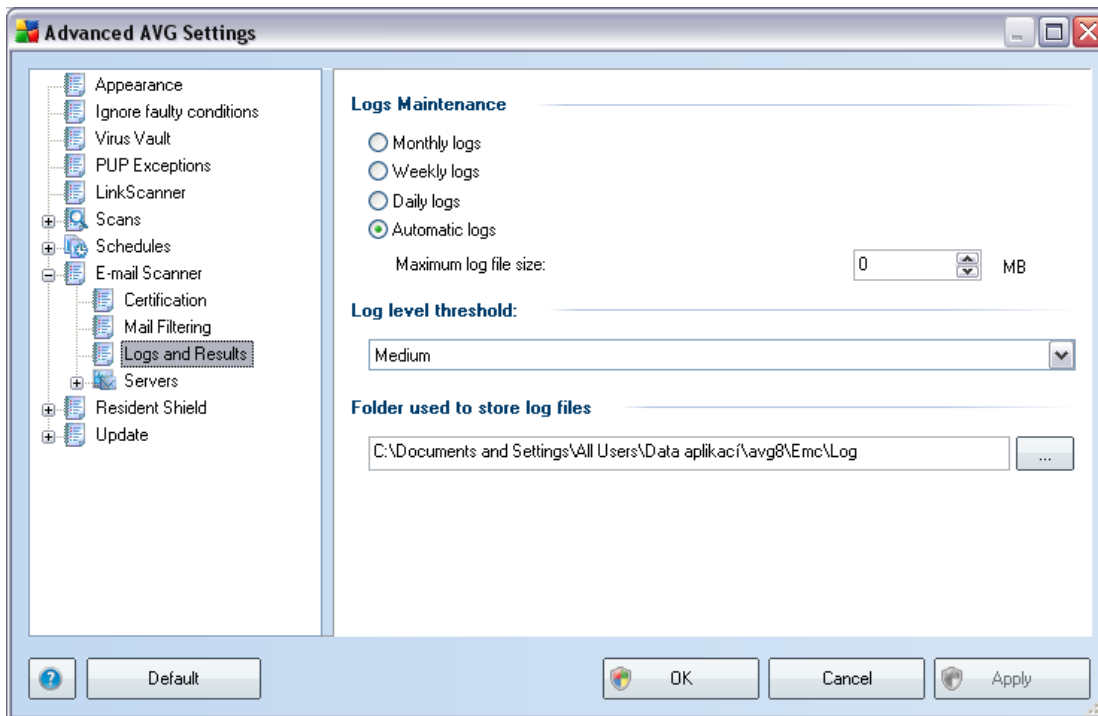 Advanced AVG Settings
Appearance
Ignore faulty conditions
Virus Vault
PUP Exceptions
LinkScanner
Scans
Schedules
E-mail Scanner
Certification
Mail Filtering
Logs and Results
Servers
Resident Shield
Update
Logs Maintenance
Monthly logs
Weekly logs
Daily logs
Automatic logs
Maximum log file size: 0 MB
Log level threshold:
Medium
Folder used to store log files
C:\Documents and Settings\All Users\Data aplikací\avg8\Emc\Log ...
? Default OK Cancel Apply